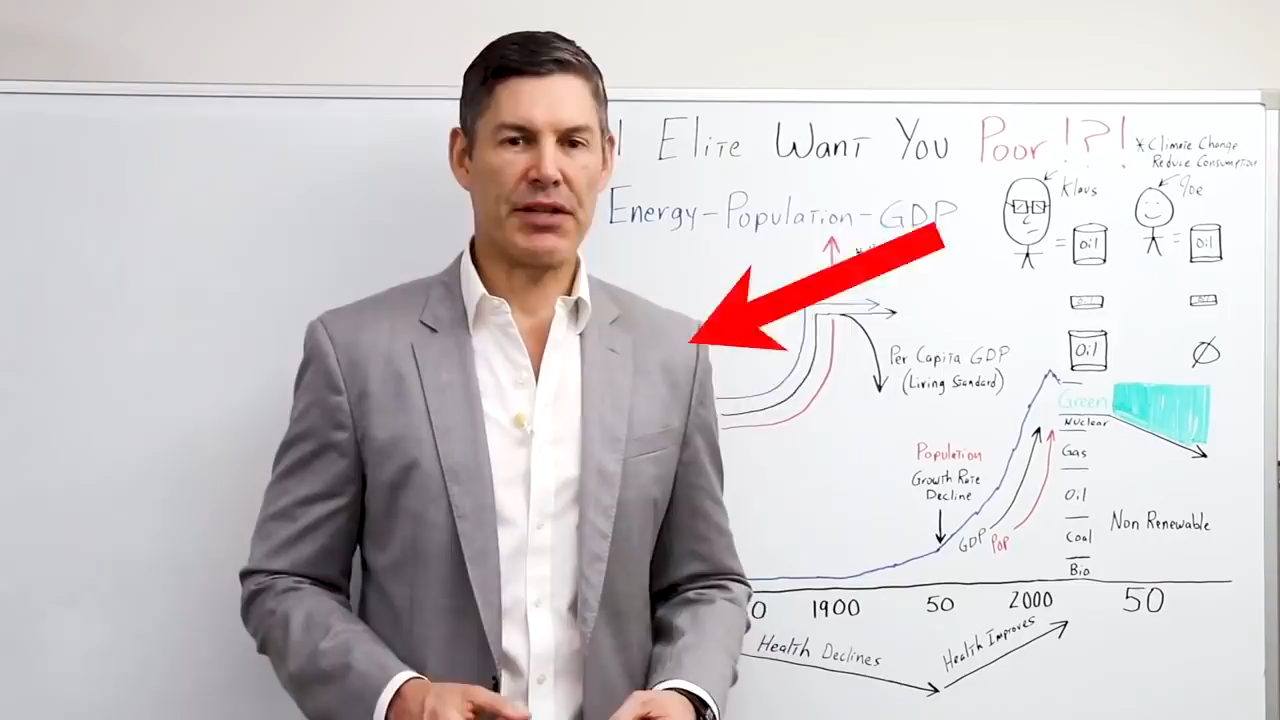 Elite Want You Poor!?!
*Climate Change
Reduce Consumption
Klaus
Joe
Energy-Population-GDP
= Oil
= Oil
Oil
Oil
Oil
Per Capita GDP
(Living Standard)
Green
Nuclear
Gas
Oil
Coal
Bio
Non Renewable
Population
Growth Rate
Decline
GDP
Pop
0 1900 50 2000 50
Health Declines
Health Improves